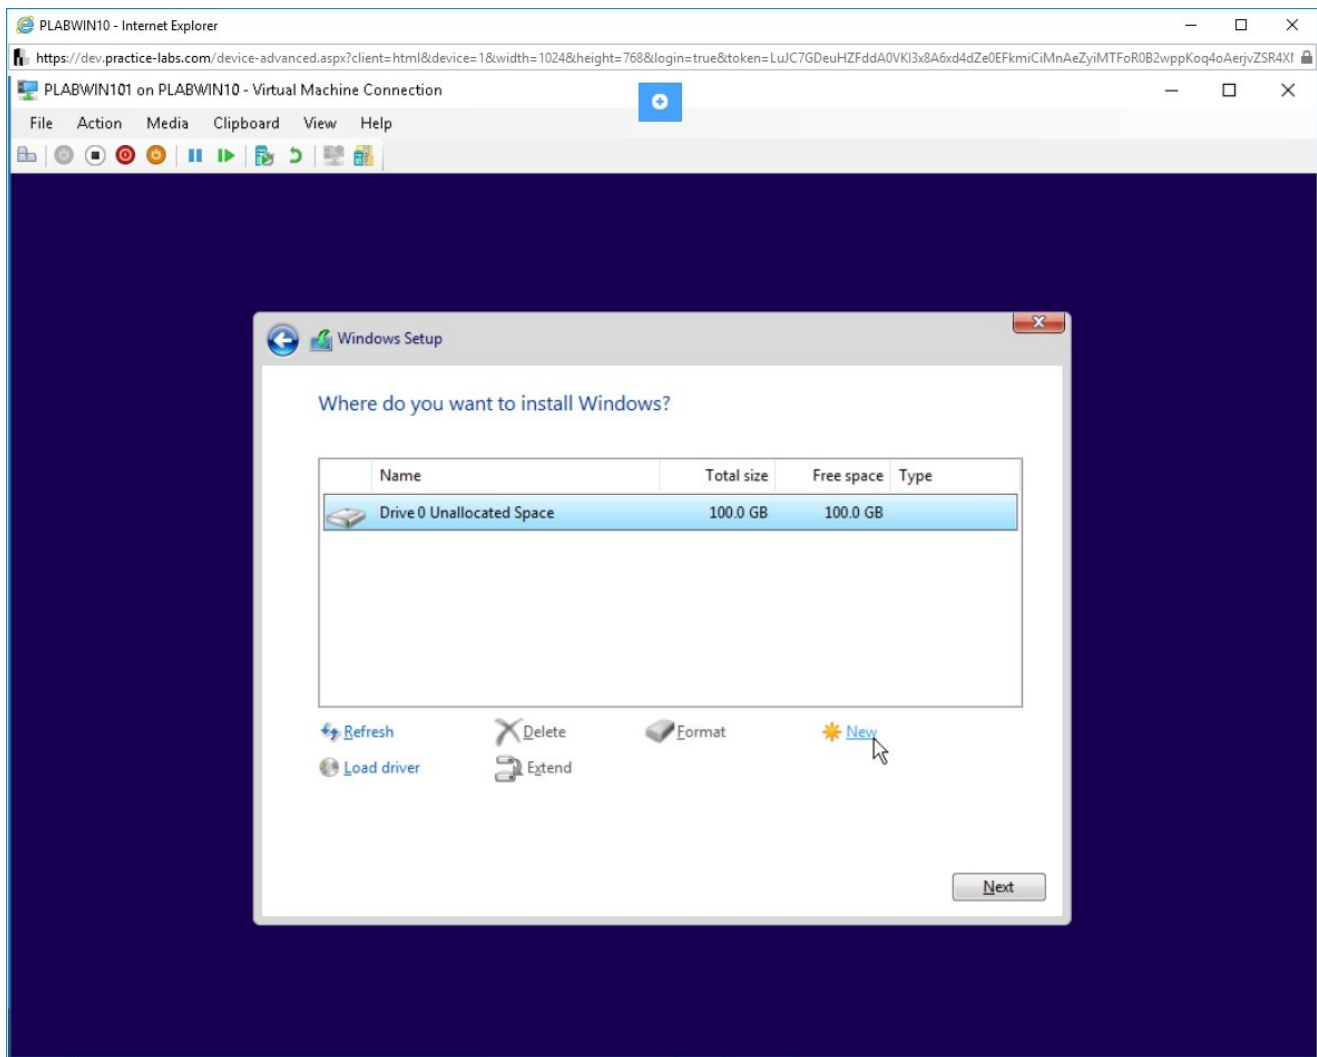 PLABWIN10 - Internet Explorer
https://dev.practice-labs.com/device-advanced.aspx?client=html&device=1&width=1024&height=768&login=true&token=LuJC7GDeuHZFddA0VKI3x8A6xd4dZe0EFkmiCiMnAeZyiMTFoR0B2wppKoq4oAerjvZSR4XI
PLABWIN101 on PLABWIN10 - Virtual Machine Connection
File Action Media Clipboard View Help
Windows Setup
Where do you want to install Windows?
Name Total size Free space Type
Drive 0 Unallocated Space 100.0 GB 100.0 GB
Refresh Delete Format New
Load driver Extend
Next